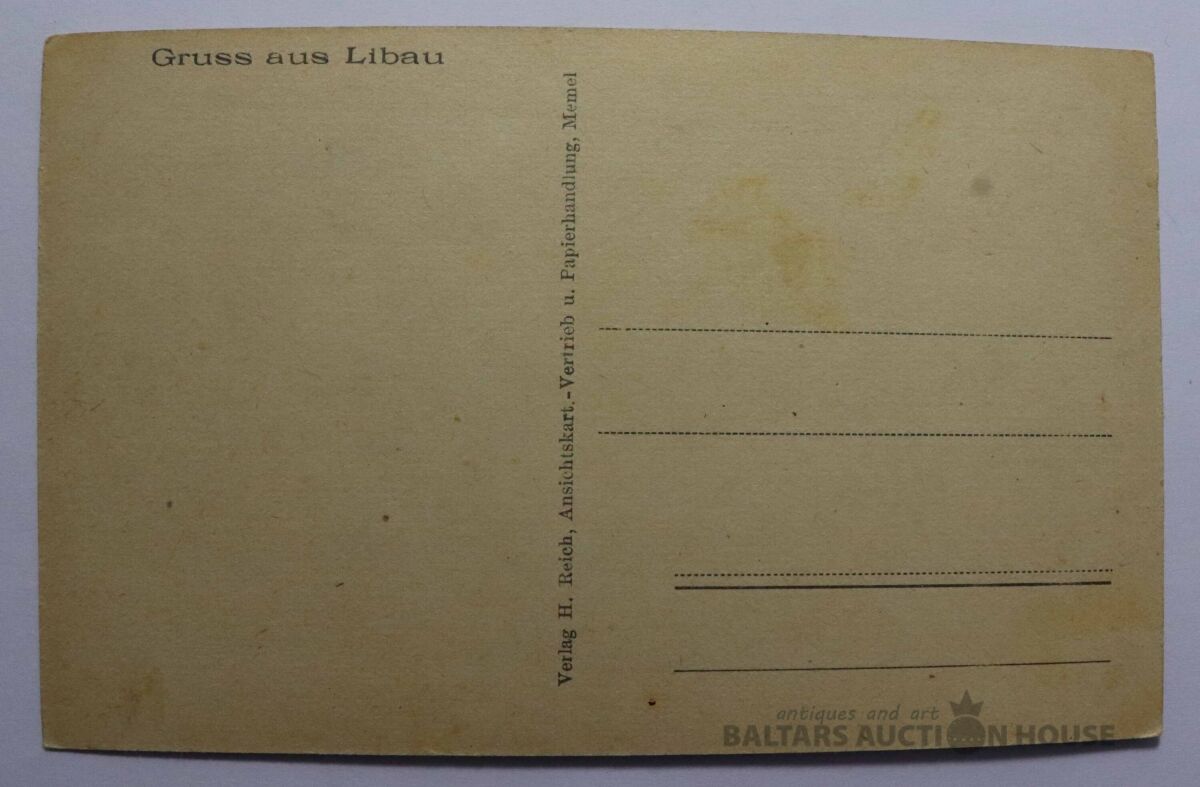 Gruss aus Libau
Verlag H. Reich, Ansichtskart.-Vertrieb u. Papierhandlung, Memel
antiques and art
BALTARS AUCTION HOUSE